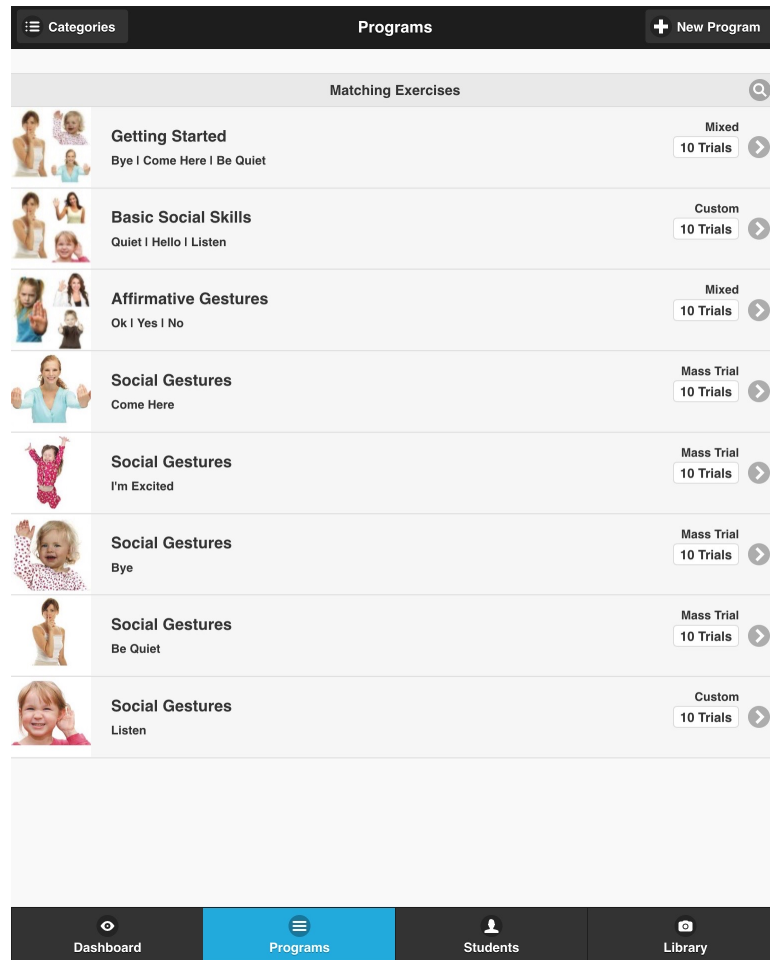 Categories
Programs
New Program
Matching Exercises
Getting Started
Bye | Come Here | Be Quiet
Mixed
10 Trials
Basic Social Skills
Quiet | Hello | Listen
Custom
10 Trials
Affirmative Gestures
Ok | Yes | No
Mixed
10 Trials
Social Gestures
Come Here
Mass Trial
10 Trials
Social Gestures
I'm Excited
Mass Trial
10 Trials
Social Gestures
Bye
Mass Trial
10 Trials
Social Gestures
Be Quiet
Mass Trial
10 Trials
Social Gestures
Listen
Custom
10 Trials
Dashboard
Programs
Students
Library